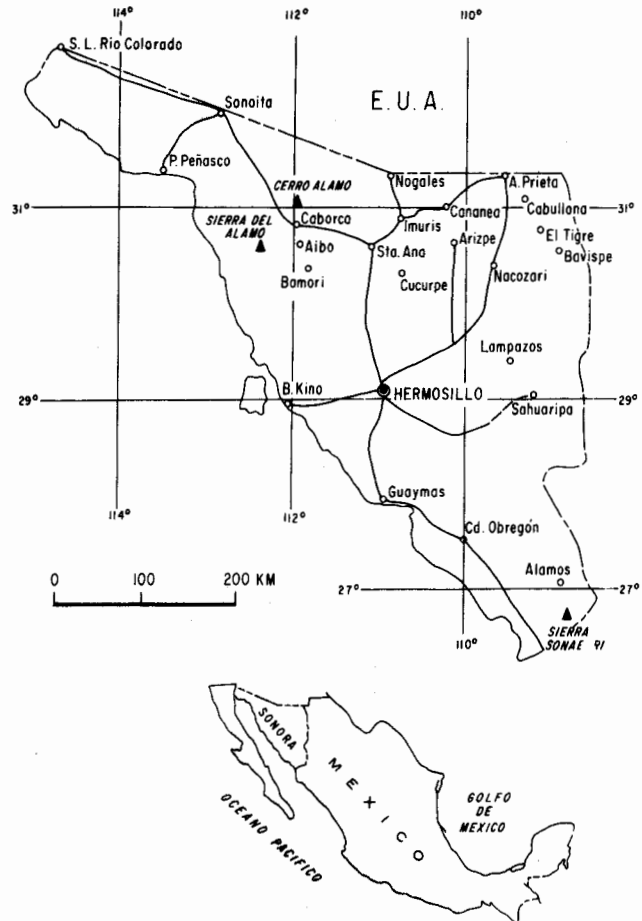 114°
112°
110°
S. L. Rio Colorado
Sonoita
E.U.A.
P. Peñasco
CERRO ALAMO
Nogales
A. Prieta
31°
31°
SIERRA DEL
ALAMO
Caborca
Imuris
Cananea
Cabullona
Aibo
Sta. Ana
Arizpe
El Tigre
Bavispe
Bamori
Cucurpe
Nacozari
Lampazos
B. Kino
HERMOSILLO
29°
29°
Sahuaripa
114°
112°
Guaymas
Cd. Obregón
0 100 200 KM
Alamos
27°
27°
SIERRA
110°
SONORA
MEXICO
GOLFO
DE
MEXICO
OCEANO PACIFICO